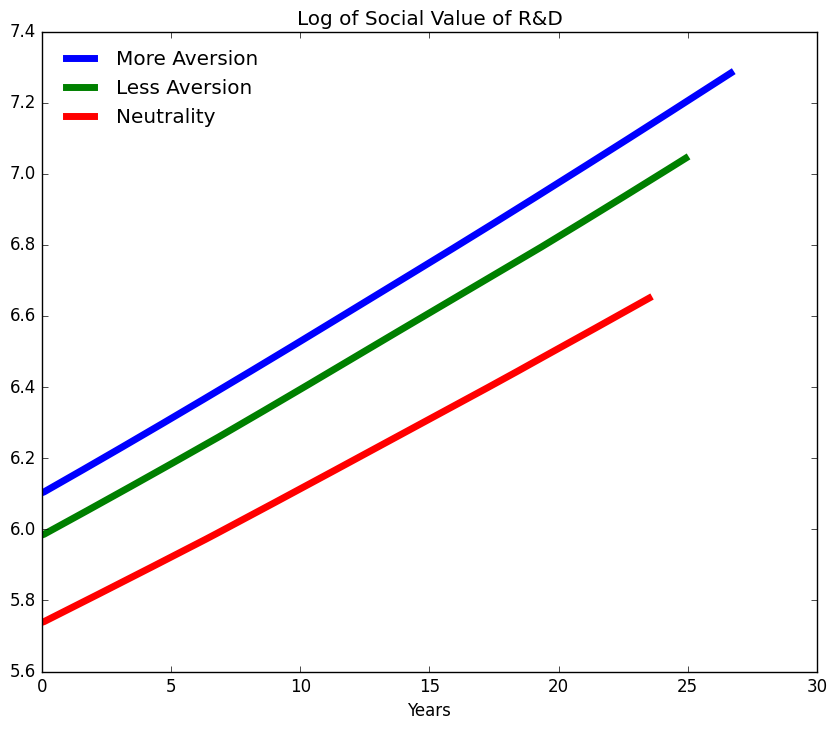 Log of Social Value of R&D
7.4
7.2
7.0
6.8
6.6
6.4
6.2
6.0
5.8
5.6
More Aversion
Less Aversion
Neutrality
0 5 10 15 20 25 30
Years